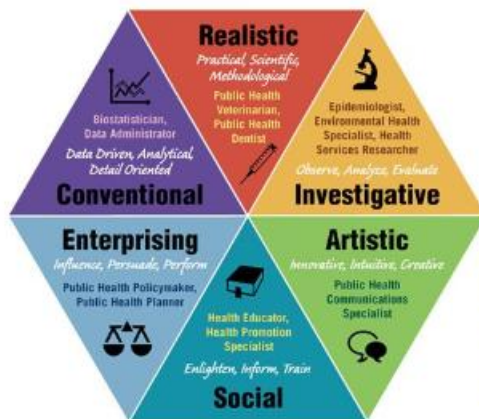 Realistic
Practical, Scientific,
Methodological
Public Health
Veterinarian,
Public Health
Dentist
Epidemiologist,
Environmental Health
Specialist, Health
Services Researcher
Observe, Analyze, Evaluate
Investigative
Artistic
Innovative, Intuitive, Creative
Public Health
Communications
Specialist
Health Educator,
Health Promotion
Specialist
Enlighten, Inform, Train
Social
Enterprising
Influence, Persuade, Perform
Public Health Policymaker,
Public Health Planner
Biostatistician,
Data Administrator
Data Driven, Analytical,
Detail Oriented
Conventional